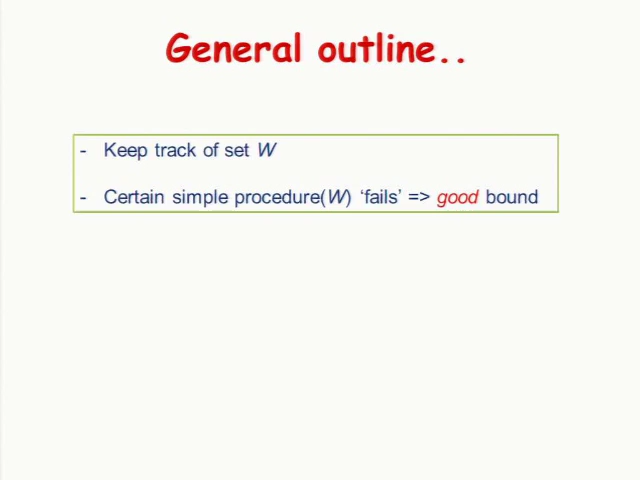 General outline..
- Keep track of set W
- Certain simple procedure(W) ‘fails’ => good bound